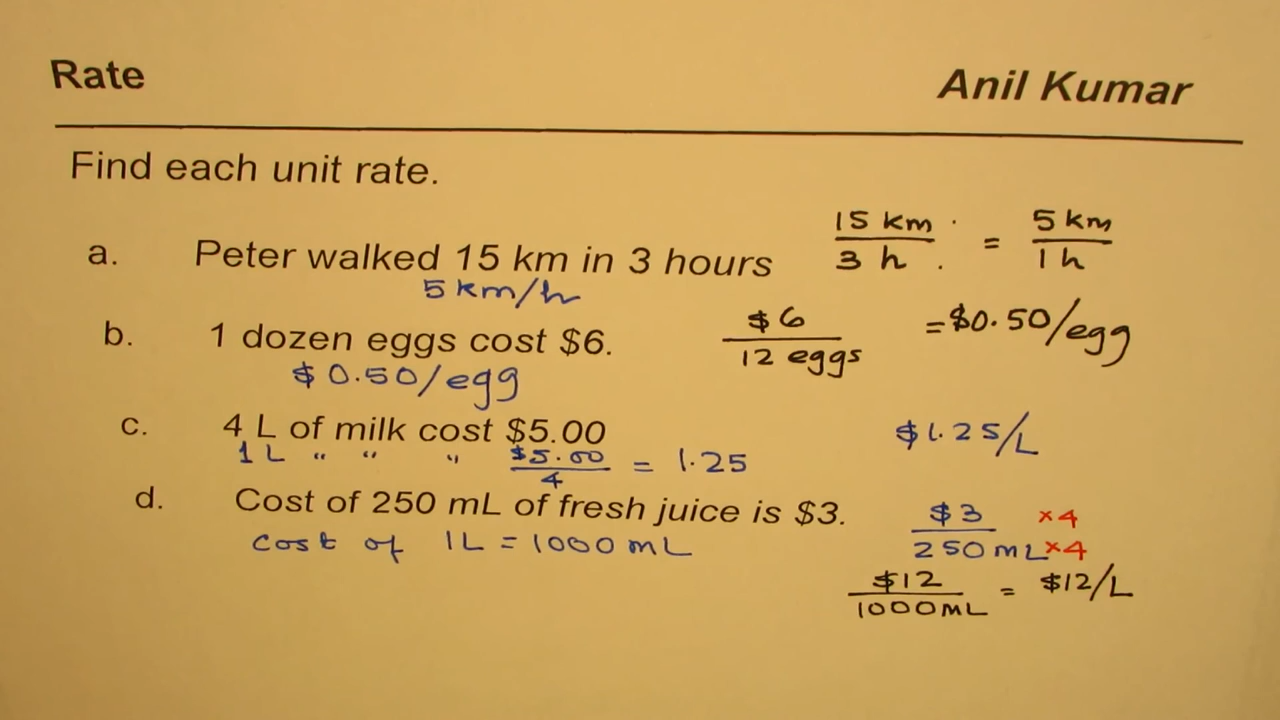 Rate Anil Kumar
Find each unit rate.
a. Peter walked 15 km in 3 hours
15 km / 3 h = 5 km / 1 h
5 km/h
b. 1 dozen eggs cost $6.
$6 / 12 eggs = $0.50/egg
$0.50/egg
c. 4 L of milk cost $5.00
$1.25/L
1 L " " " $5.00 / 4 = 1.25
d. Cost of 250 mL of fresh juice is $3.
$3 ×4
250 mL ×4
cost of 1L = 1000 mL
$12 / 1000 mL = $12/L